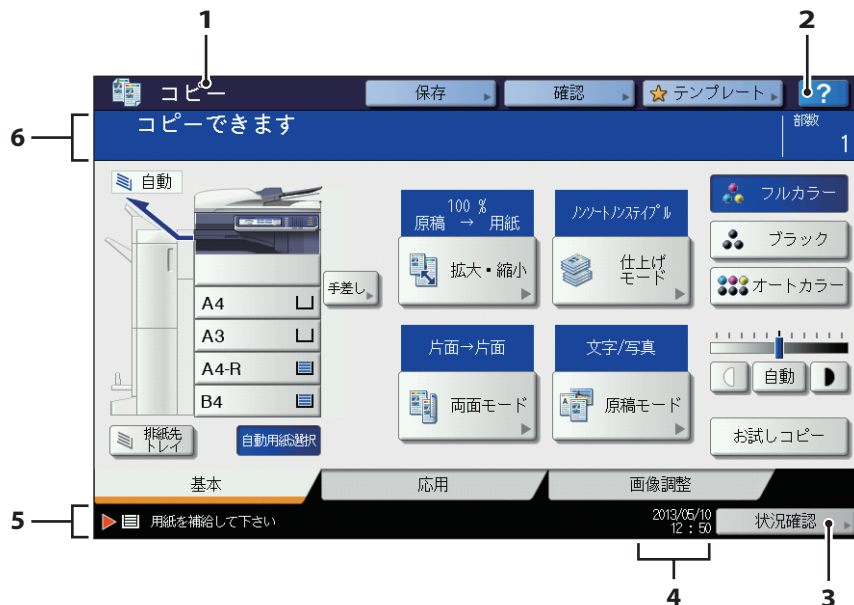 1
2
コピー
保存
確認
テンプレート
?
6
コピーできます
部数
1
自動
100 %
原稿 → 用紙
拡大・縮小
ノンソートノンステイプル
仕上げ
モード
フルカラー
ブラック
オートカラー
手差し
A4
A3
A4-R
B4
片面→片面
両面モード
文字/写真
原稿モード
自動
排紙先
トレイ
自動用紙選択
お試しコピー
基本
応用
画像調整
5
用紙を補給して下さい
2013/05/10
12 : 50
状況確認
4
3